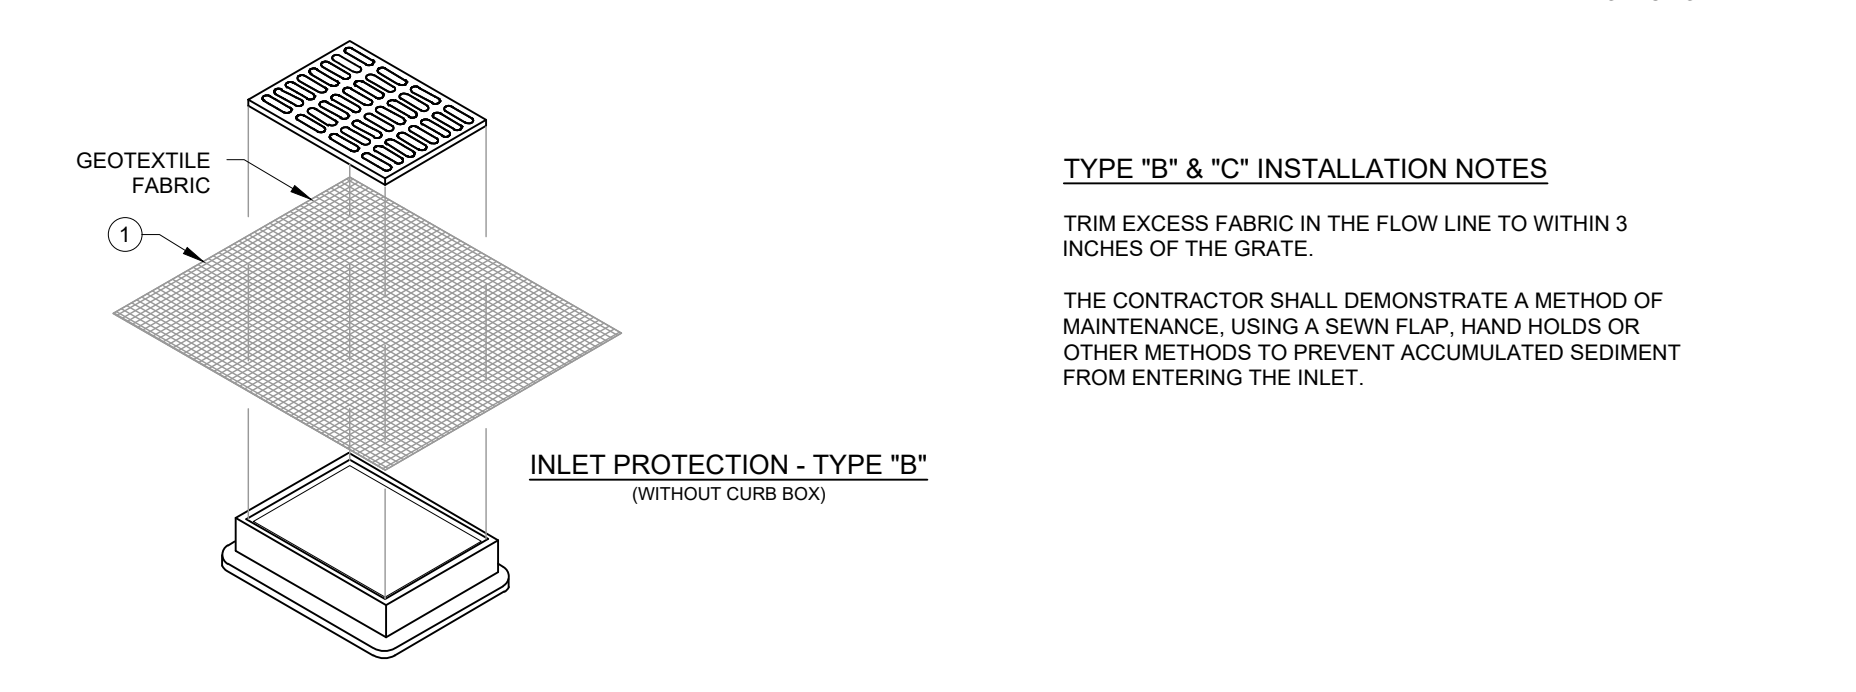 GEOTEXTILE
FABRIC
1
INLET PROTECTION - TYPE "B"
(WITHOUT CURB BOX)
TYPE "B" & "C" INSTALLATION NOTES
TRIM EXCESS FABRIC IN THE FLOW LINE TO WITHIN 3
INCHES OF THE GRATE.
THE CONTRACTOR SHALL DEMONSTRATE A METHOD OF
MAINTENANCE, USING A SEWN FLAP, HAND HOLDS OR
OTHER METHODS TO PREVENT ACCUMULATED SEDIMENT
FROM ENTERING THE INLET.